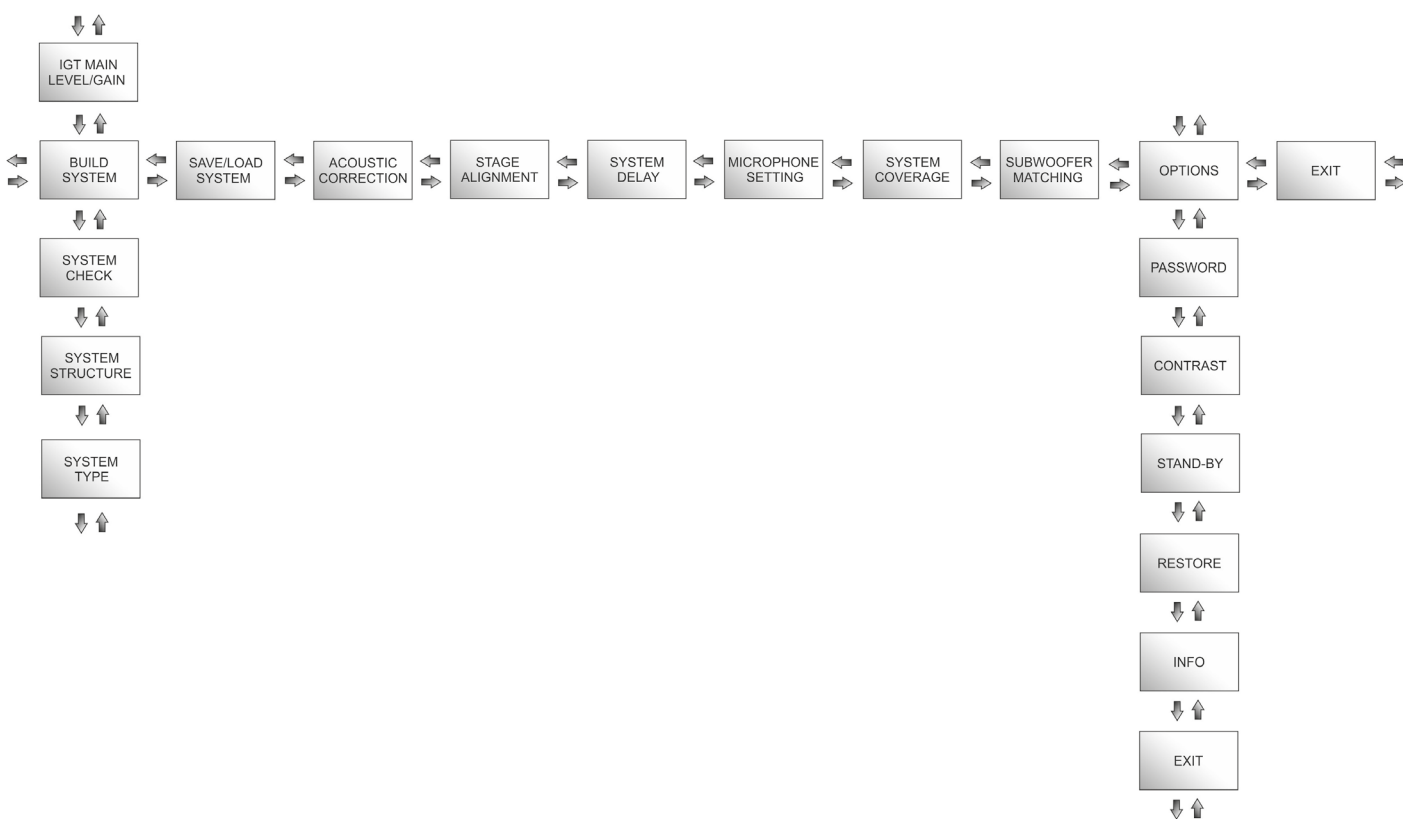 IGT MAIN
LEVEL/GAIN
BUILD
SYSTEM
SAVE/LOAD
SYSTEM
ACOUSTIC
CORRECTION
STAGE
ALIGNMENT
SYSTEM
DELAY
MICROPHONE
SETTING
SYSTEM
COVERAGE
SUBWOOFER
MATCHING
OPTIONS
EXIT
SYSTEM
CHECK
SYSTEM
STRUCTURE
SYSTEM
TYPE
PASSWORD
CONTRAST
STAND-BY
RESTORE
INFO
EXIT